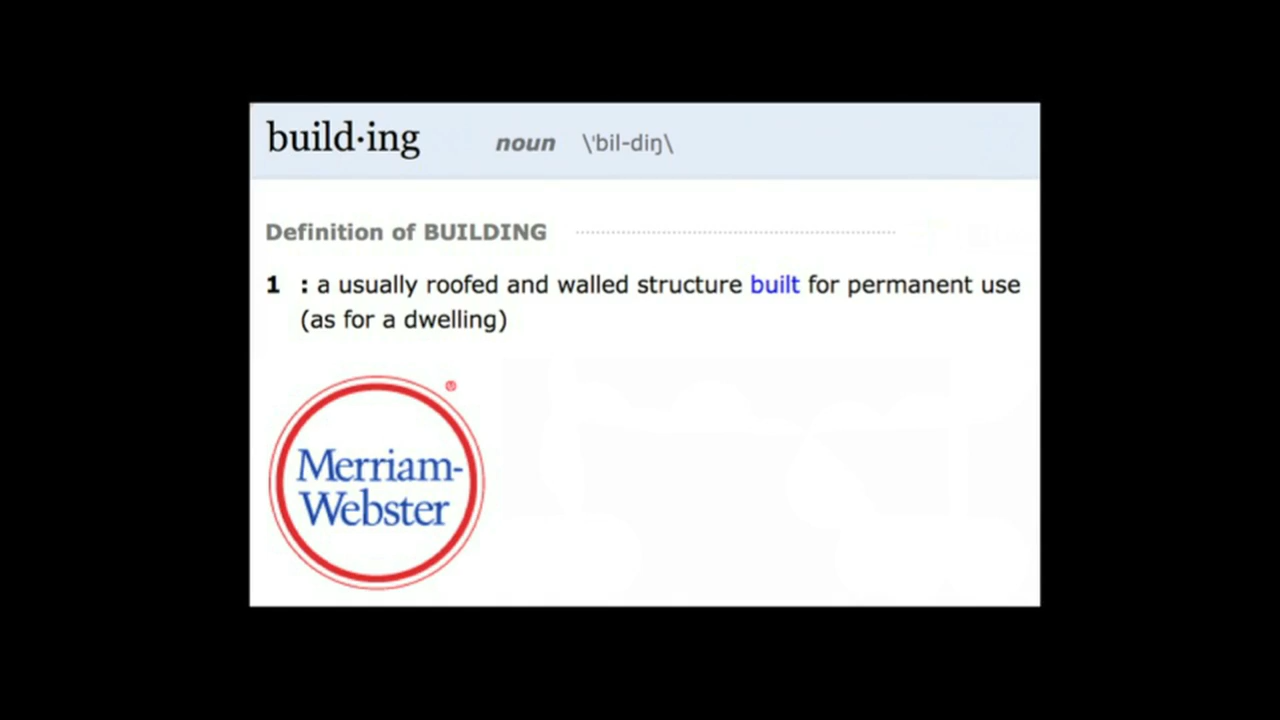 build·ing noun \ˈbil-diŋ\
Definition of BUILDING
1 : a usually roofed and walled structure built for permanent use
(as for a dwelling)
®
Merriam-
Webster